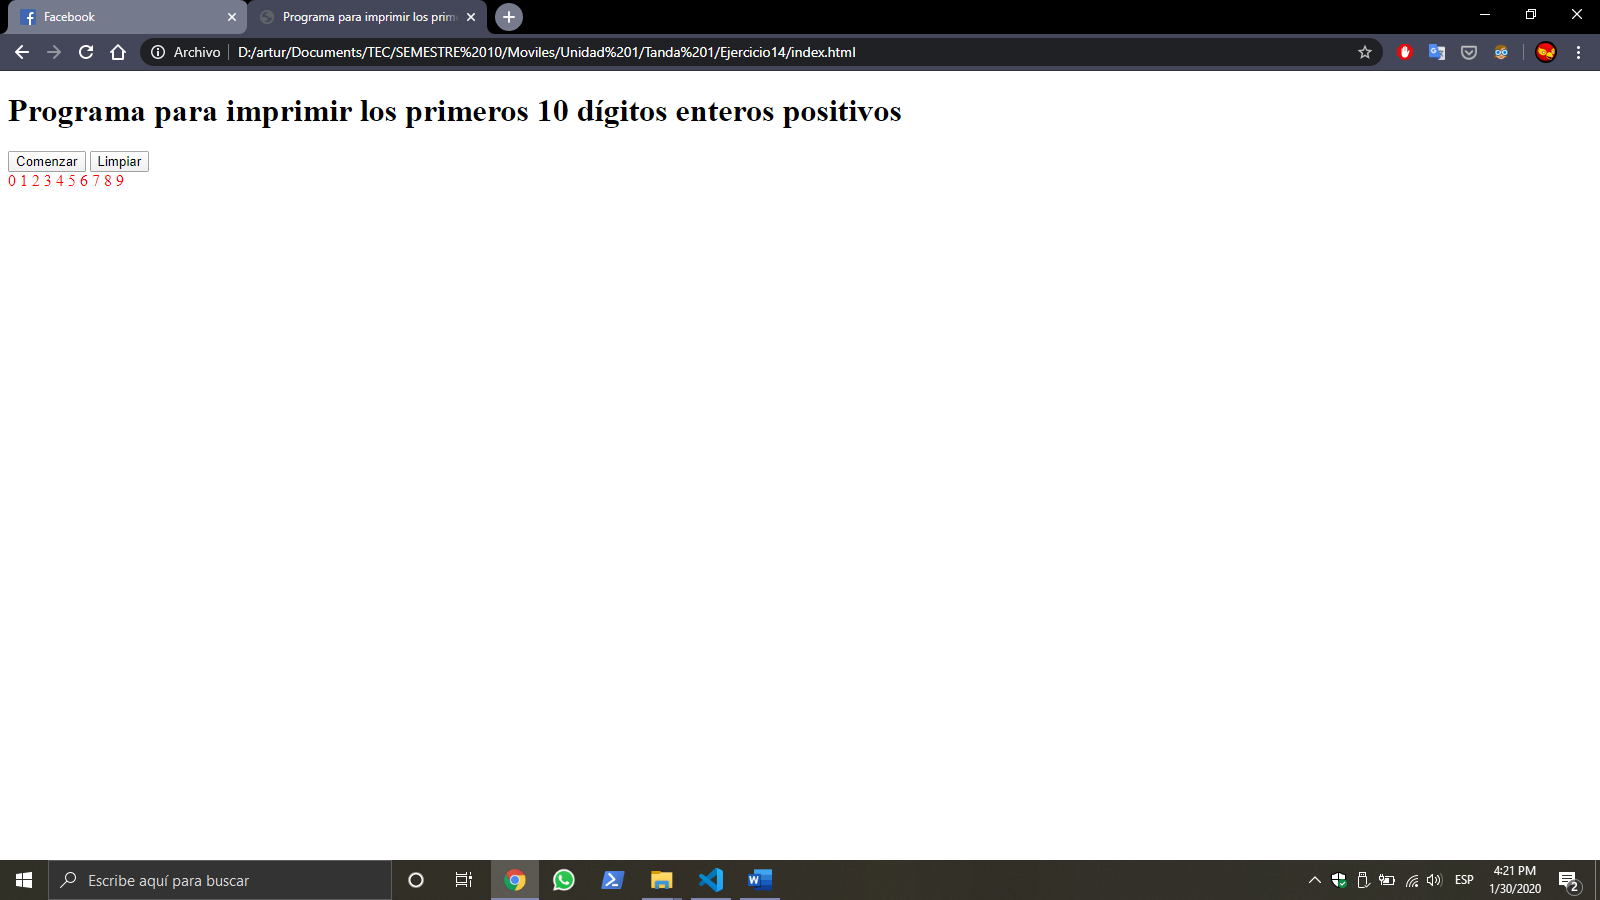 Facebook
Programa para imprimir los prim
Archivo D:/artur/Documents/TEC/SEMESTRE%2010/Moviles/Unidad%201/Tanda%201/Ejercicio14/index.html
Programa para imprimir los primeros 10 dígitos enteros positivos
Comenzar Limpiar
0 1 2 3 4 5 6 7 8 9
Escribe aquí para buscar
ESP
4:21 PM
1/30/2020
2